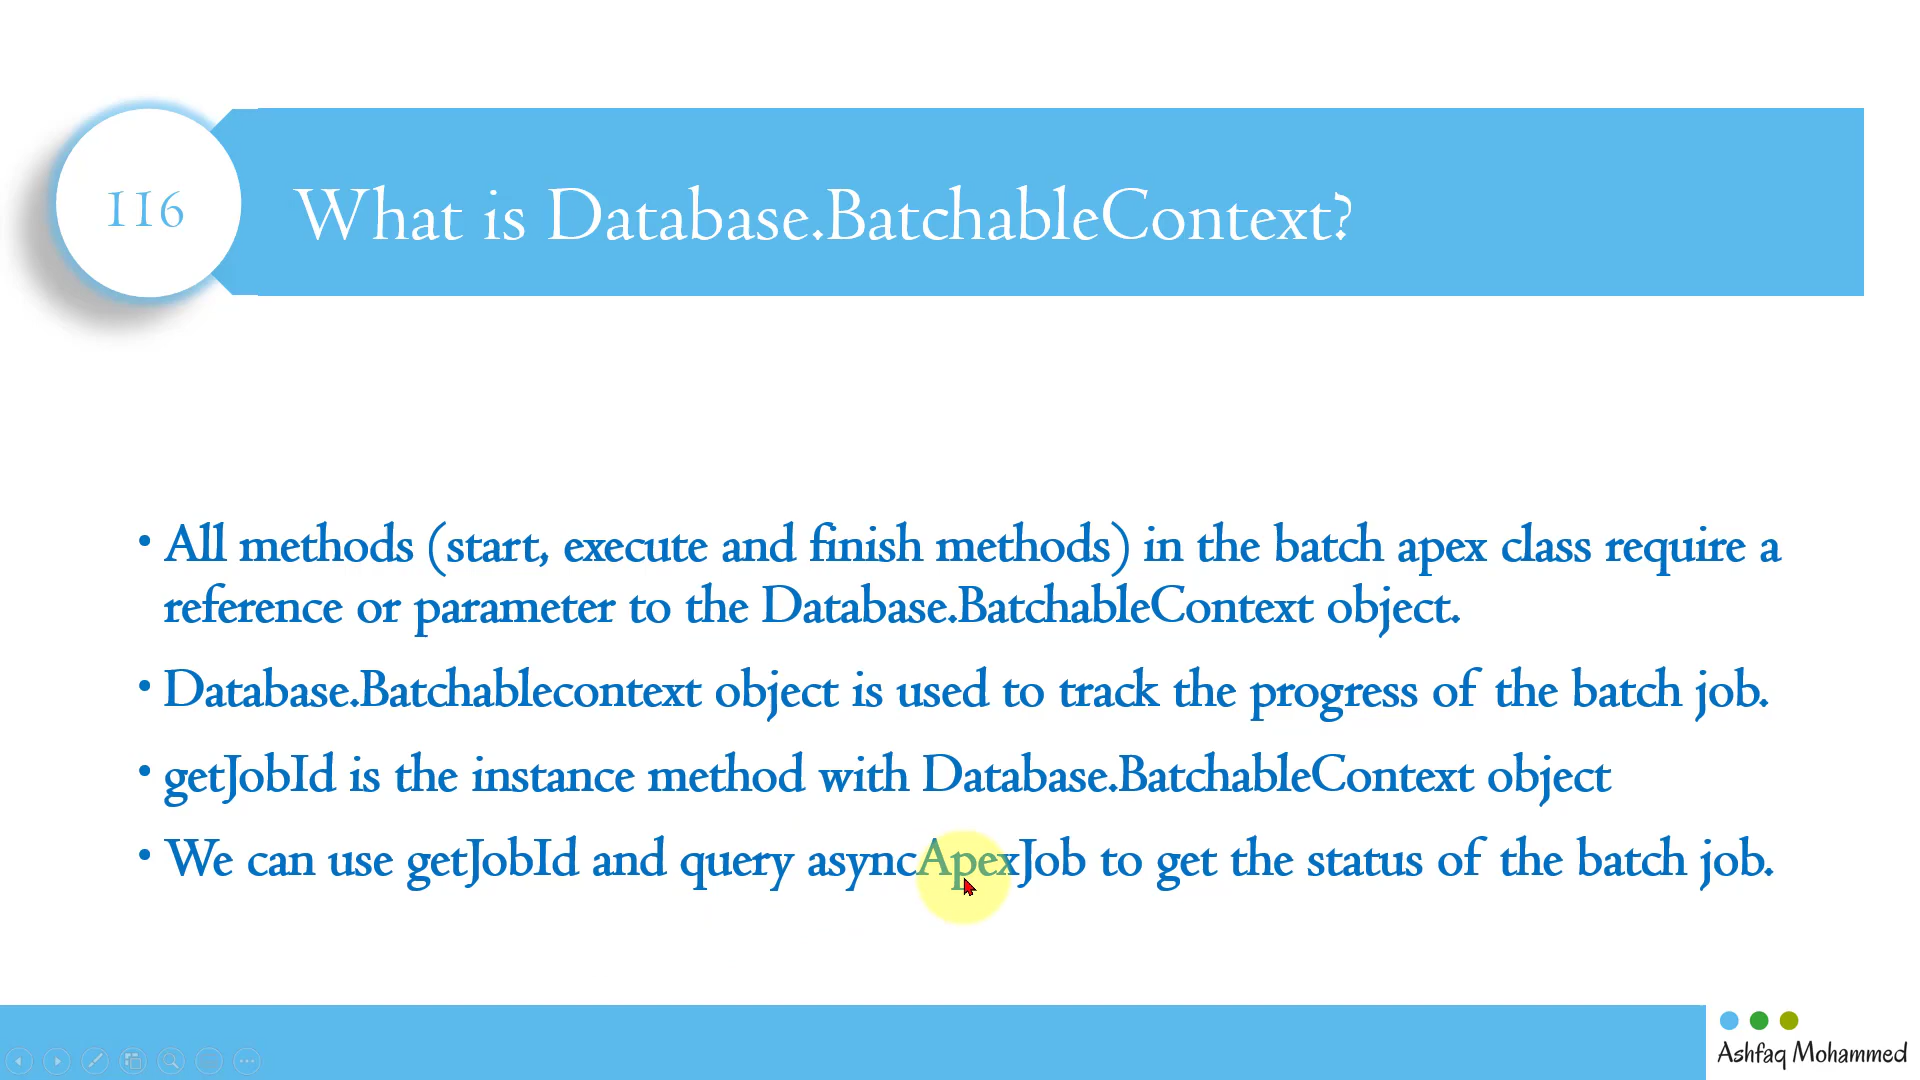 116
What is Database.BatchableContext?
• All methods (start, execute and finish methods) in the batch apex class require a
reference or parameter to the Database.BatchableContext object.
• Database.Batchablecontext object is used to track the progress of the batch job.
• getJobId is the instance method with Database.BatchableContext object
• We can use getJobId and query asyncApexJob to get the status of the batch job.
Ashfaq Mohammed